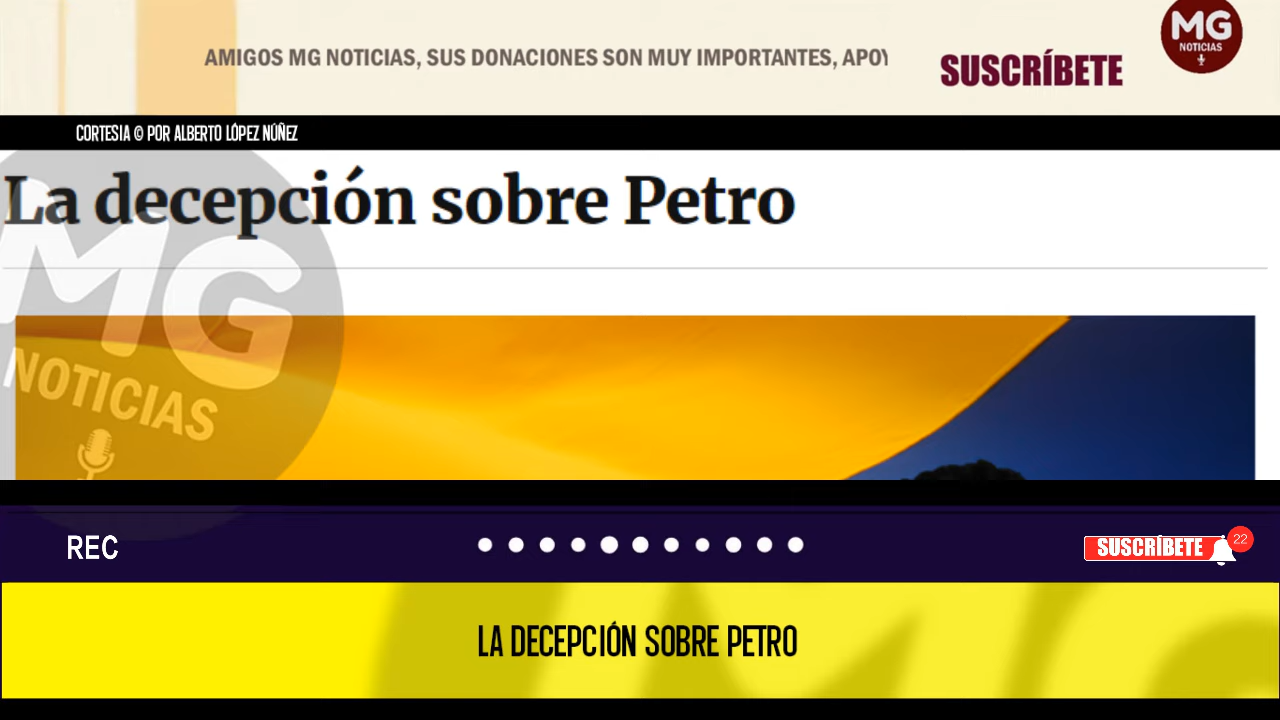 AMIGOS MG NOTICIAS, SUS DONACIONES SON MUY IMPORTANTES,
SUSCRÍBETE
MG
NOTICIAS
CORTESIA © POR ALBERTO LÓPEZ NÚÑEZ
La decepción sobre Petro
MG
NOTICIAS
REC
SUSCRÍBETE
22
LA DECEPCIÓN SOBRE PETRO